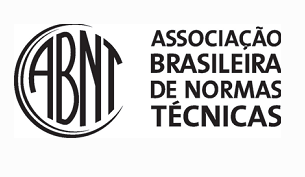 ABNT
ASSOCIAÇÃO
BRASILEIRA
DE NORMAS
TÉCNICAS